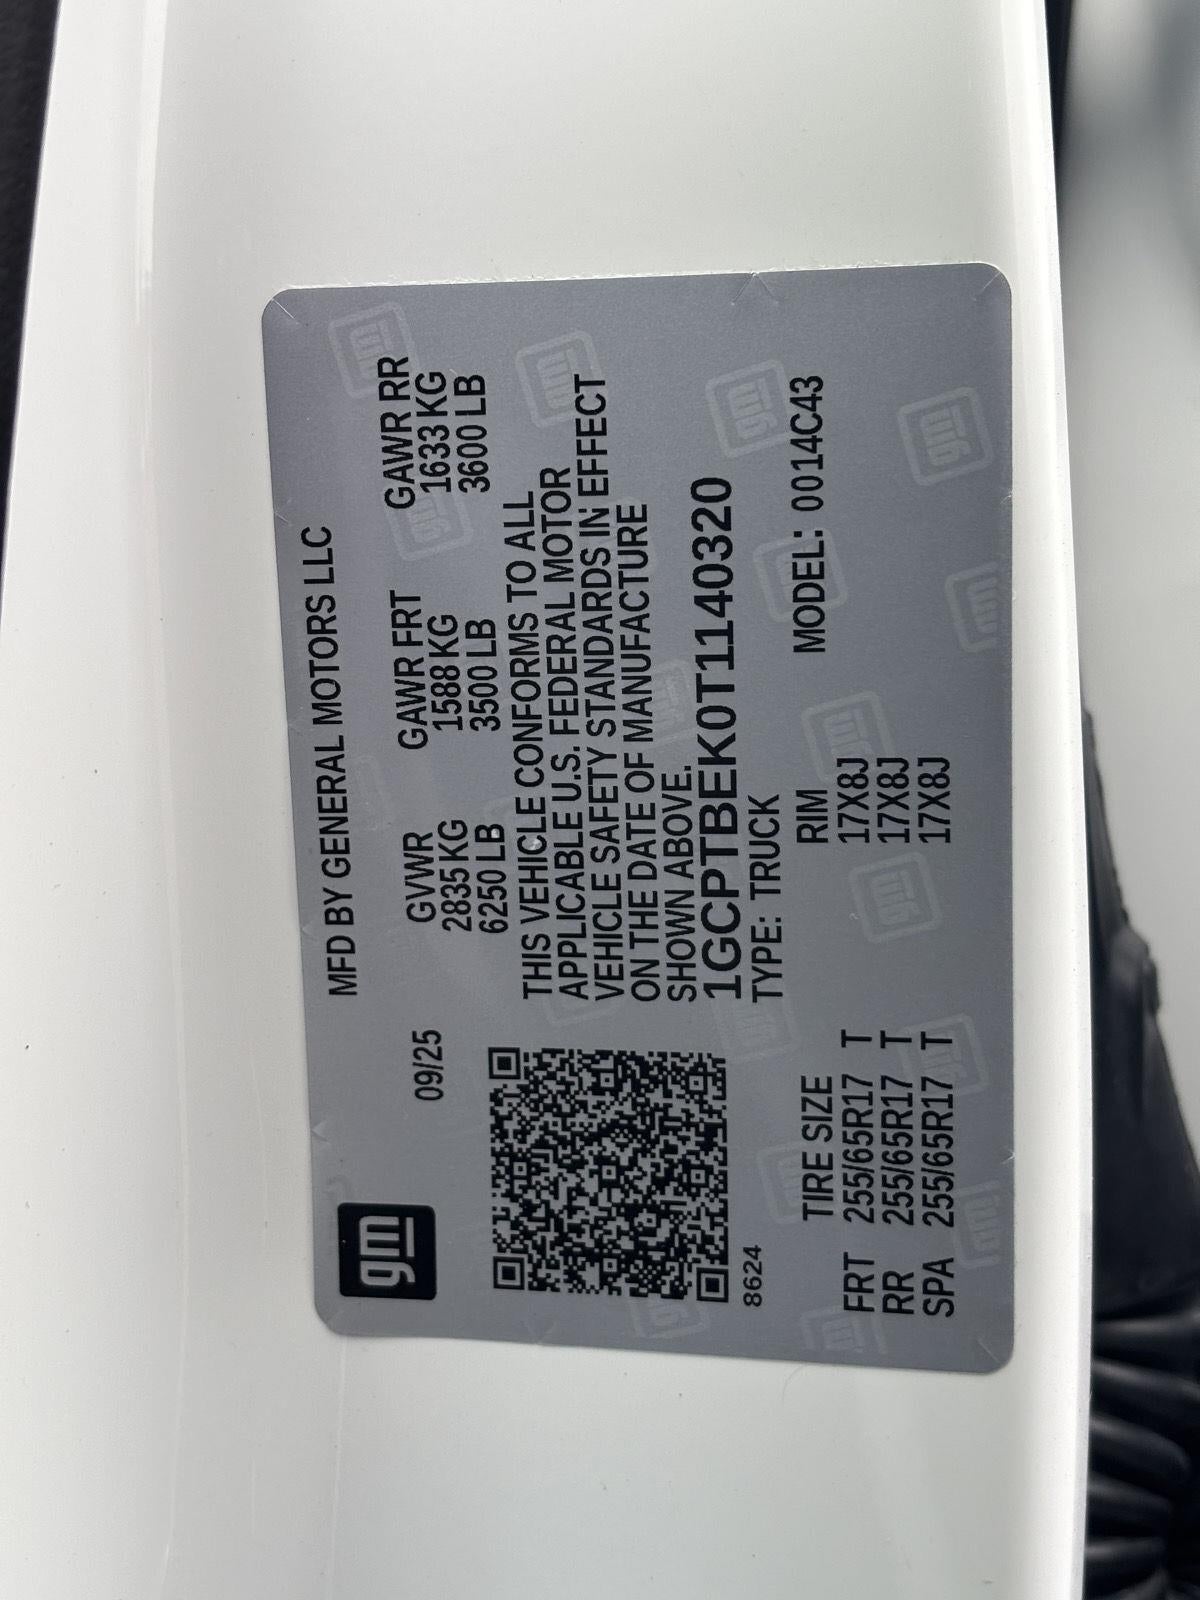 gm
MFD BY GENERAL MOTORS LLC
09/25
GVWR GAWR FRT GAWR RR
2835 KG 1588 KG 1633 KG
6250 LB 3500 LB 3600 LB
THIS VEHICLE CONFORMS TO ALL
APPLICABLE U.S. FEDERAL MOTOR
VEHICLE SAFETY STANDARDS IN EFFECT
ON THE DATE OF MANUFACTURE
SHOWN ABOVE.
1GCPTBEK0T1140320
8624
TYPE: TRUCK
MODEL: 0014C43
TIRE SIZE RIM
FRT 255/65R17 T 17X8J
RR 255/65R17 T 17X8J
SPA 255/65R17 T 17X8J